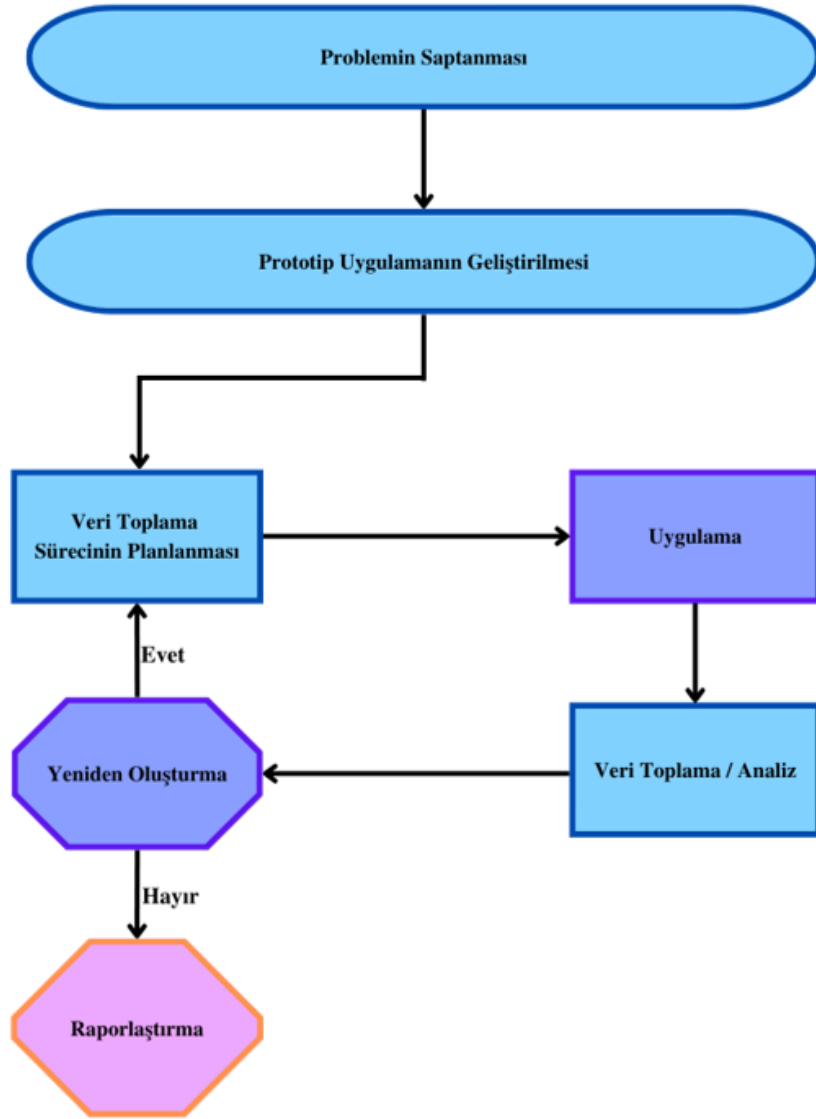 Problemin Saptanması
Prototip Uygulamanın Geliştirilmesi
Veri Toplama
Sürecinin Planlanması
Uygulama
Evet
Yeniden Oluşturma
Veri Toplama / Analiz
Hayır
Raporlaştırma